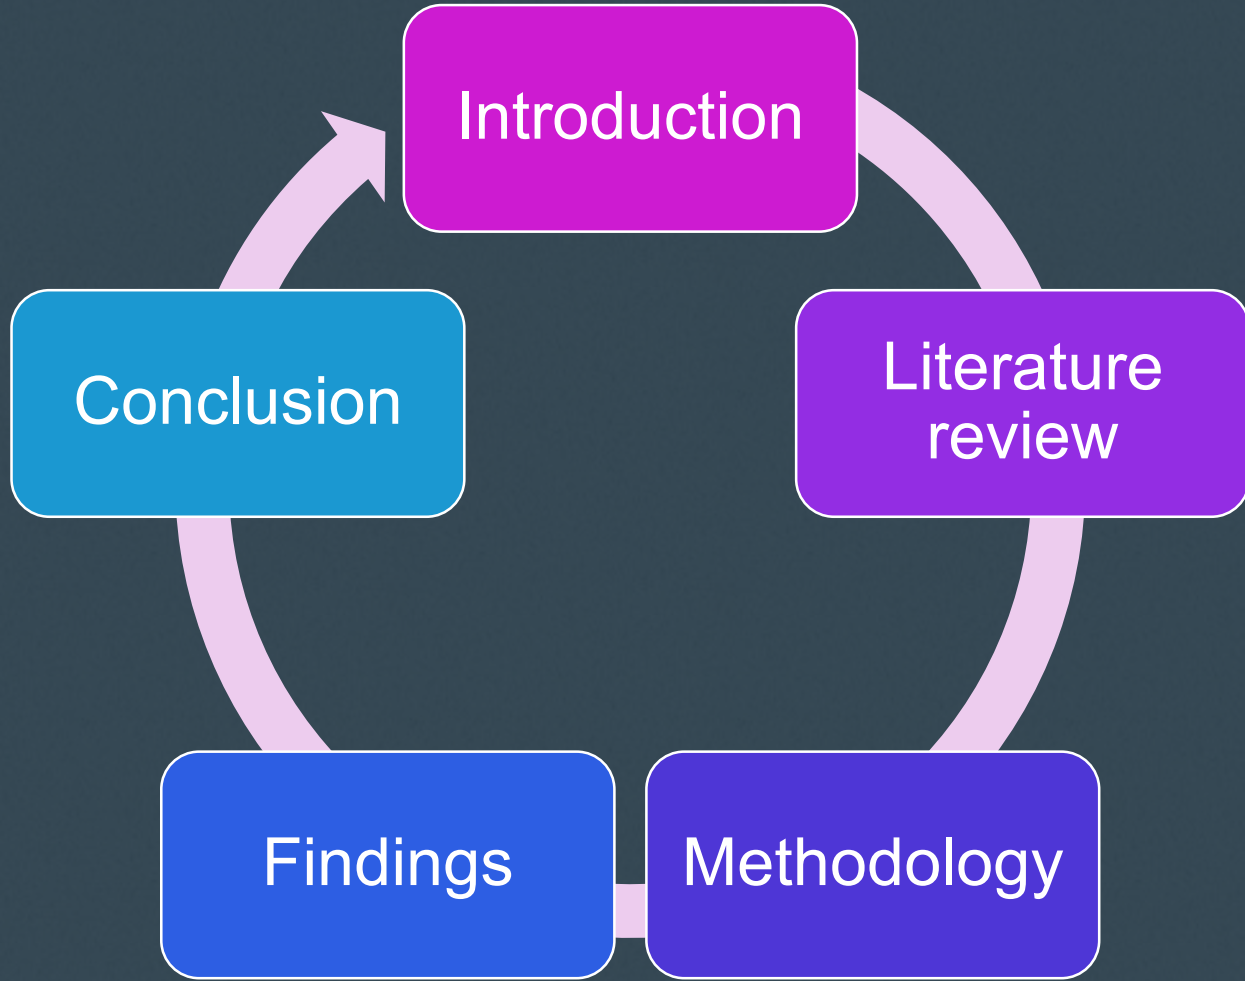 Introduction
Literature
review
Methodology
Findings
Conclusion